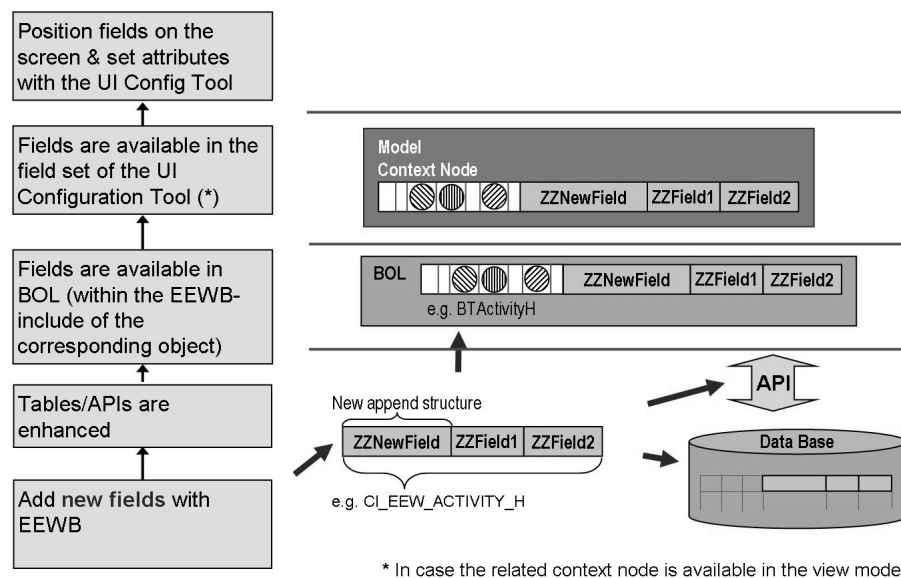 Position fields on the
screen & set attributes
with the UI Config Tool
Fields are available in the
field set of the UI
Configuration Tool (*)
Fields are available in
BOL (within the EEWB-
include of the
corresponding object)
Tables/APIs are
enhanced
Add new fields with
EEWB
Model
Context Node
ZZNewField ZZField1 ZZField2
BOL
ZZNewField ZZField1 ZZField2
e.g. BTActivityH
New append structure
ZZNewField ZZField1 ZZField2
e.g. CI_EEW_ACTIVITY_H
API
Data Base
* In case the related context node is available in the view mode